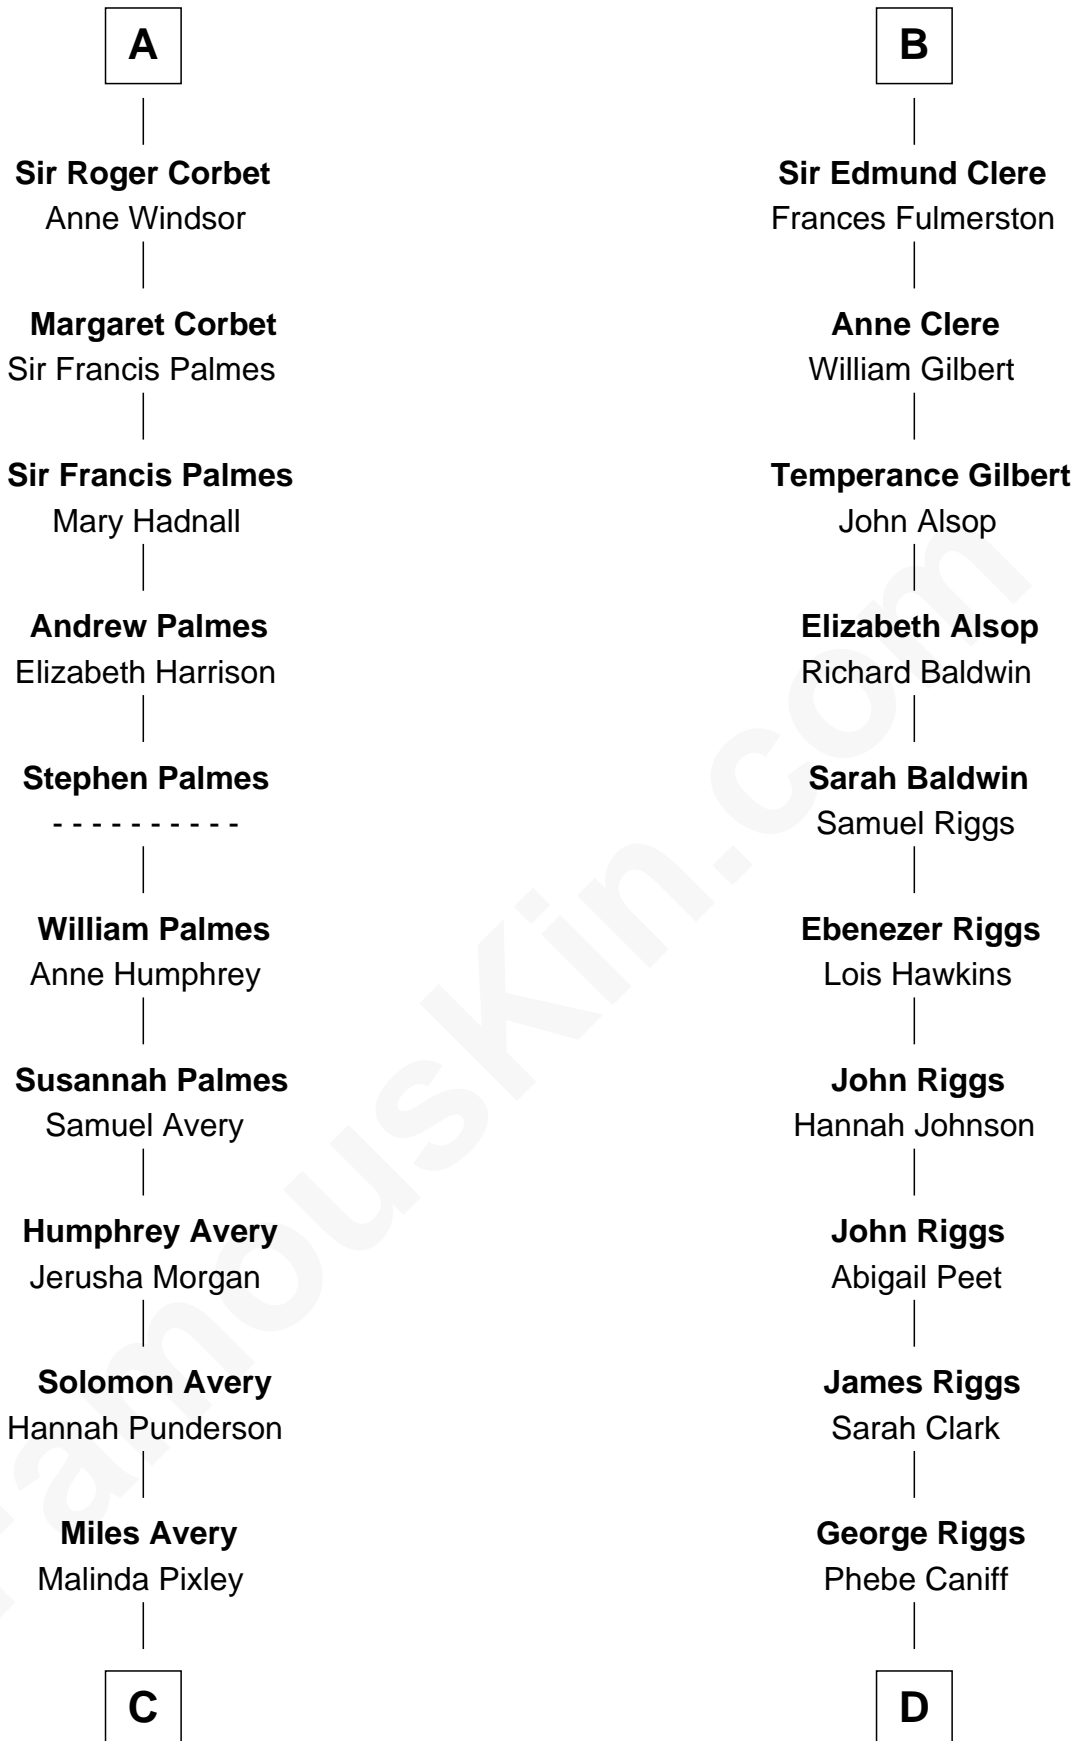 A
Sir Roger Corbet
Anne Windsor
Margaret Corbet
Sir Francis Palmes
Sir Francis Palmes
Mary Hadnall
Andrew Palmes
Elizabeth Harrison
Stephen Palmes
- - - - - - - - - -
William Palmes
Anne Humphrey
Susannah Palmes
Samuel Avery
Humphrey Avery
Jerusha Morgan
Solomon Avery
Hannah Punderson
Miles Avery
Malinda Pixley
C
B
Sir Edmund Clere
Frances Fulmerston
Anne Clere
William Gilbert
Temperance Gilbert
John Alsop
Elizabeth Alsop
Richard Baldwin
Sarah Baldwin
Samuel Riggs
Ebenezer Riggs
Lois Hawkins
John Riggs
Hannah Johnson
John Riggs
Abigail Peet
James Riggs
Sarah Clark
George Riggs
Phebe Caniff
D
FamousKin.com